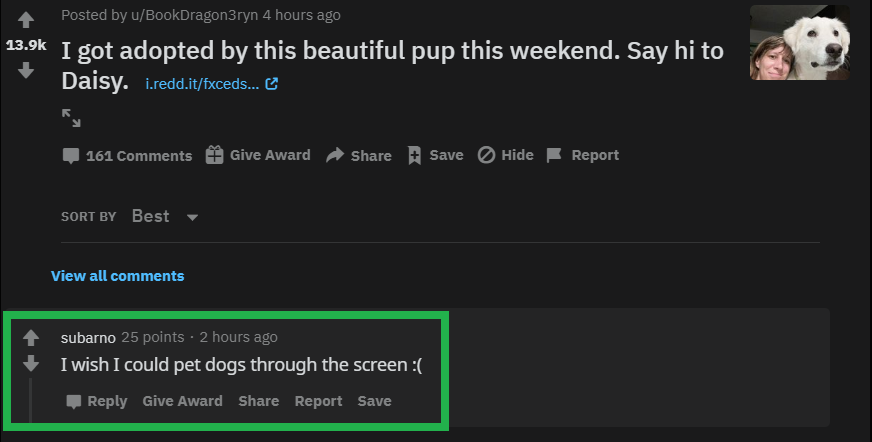 Posted by u/BookDragon3ryn 4 hours ago
13.9k
I got adopted by this beautiful pup this weekend. Say hi to
Daisy. i.redd.it/fxceds...
161 Comments Give Award Share Save Hide Report
SORT BY Best
View all comments
subarno 25 points · 2 hours ago
I wish I could pet dogs through the screen :(
Reply Give Award Share Report Save